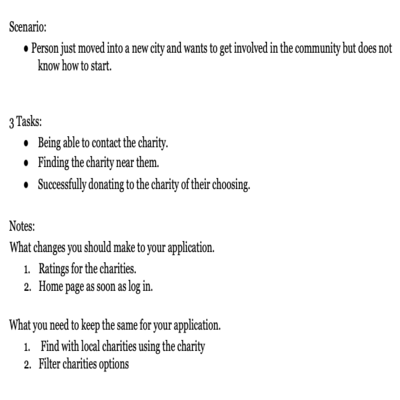 Scenario:
● Person just moved into a new city and wants to get involved in the community but does not
know how to start.
3 Tasks:
● Being able to contact the charity.
● Finding the charity near them.
● Successfully donating to the charity of their choosing.
Notes:
What changes you should make to your application.
1. Ratings for the charities.
2. Home page as soon as log in.
What you need to keep the same for your application.
1. Find with local charities using the charity
2. Filter charities options